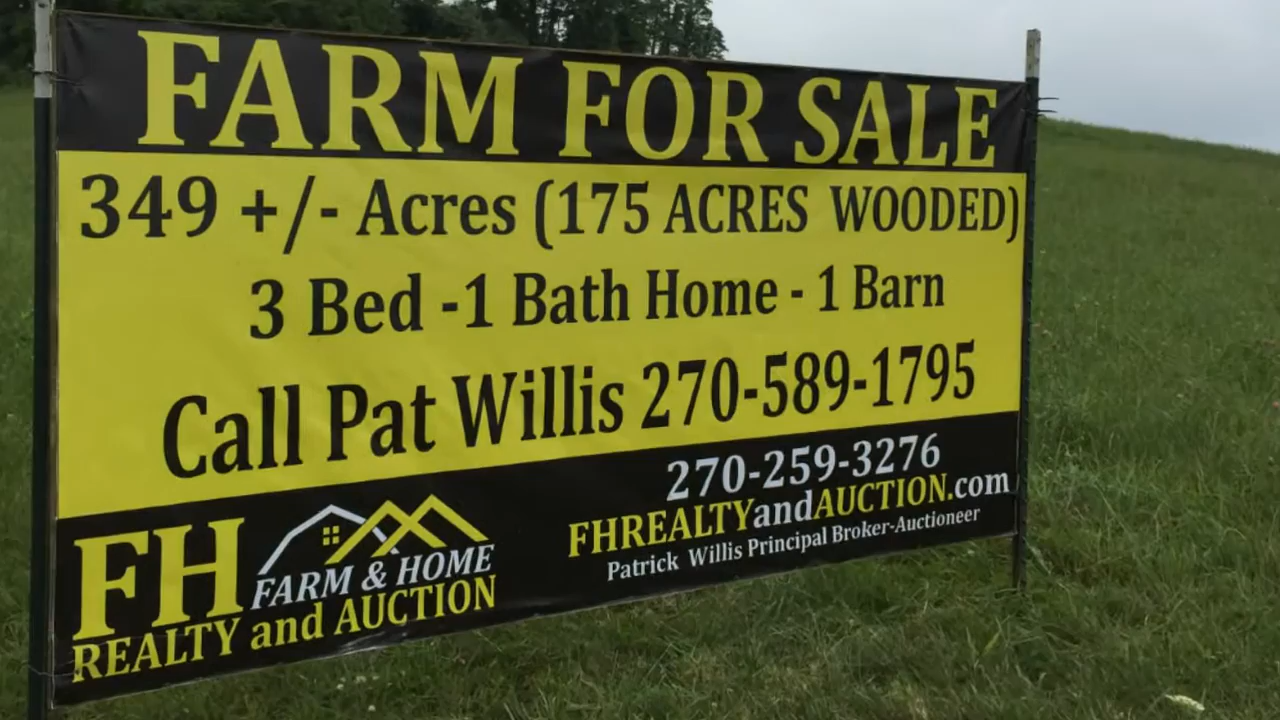 FARM FOR SALE
349 +/- Acres (175 ACRES WOODED)
3 Bed -1 Bath Home - 1 Barn
Call Pat Willis 270-589-1795
270-259-3276
FHREALTYandAUCTION.com
Patrick Willis Principal Broker-Auctioneer
FH
FARM & HOME
REALTY and AUCTION